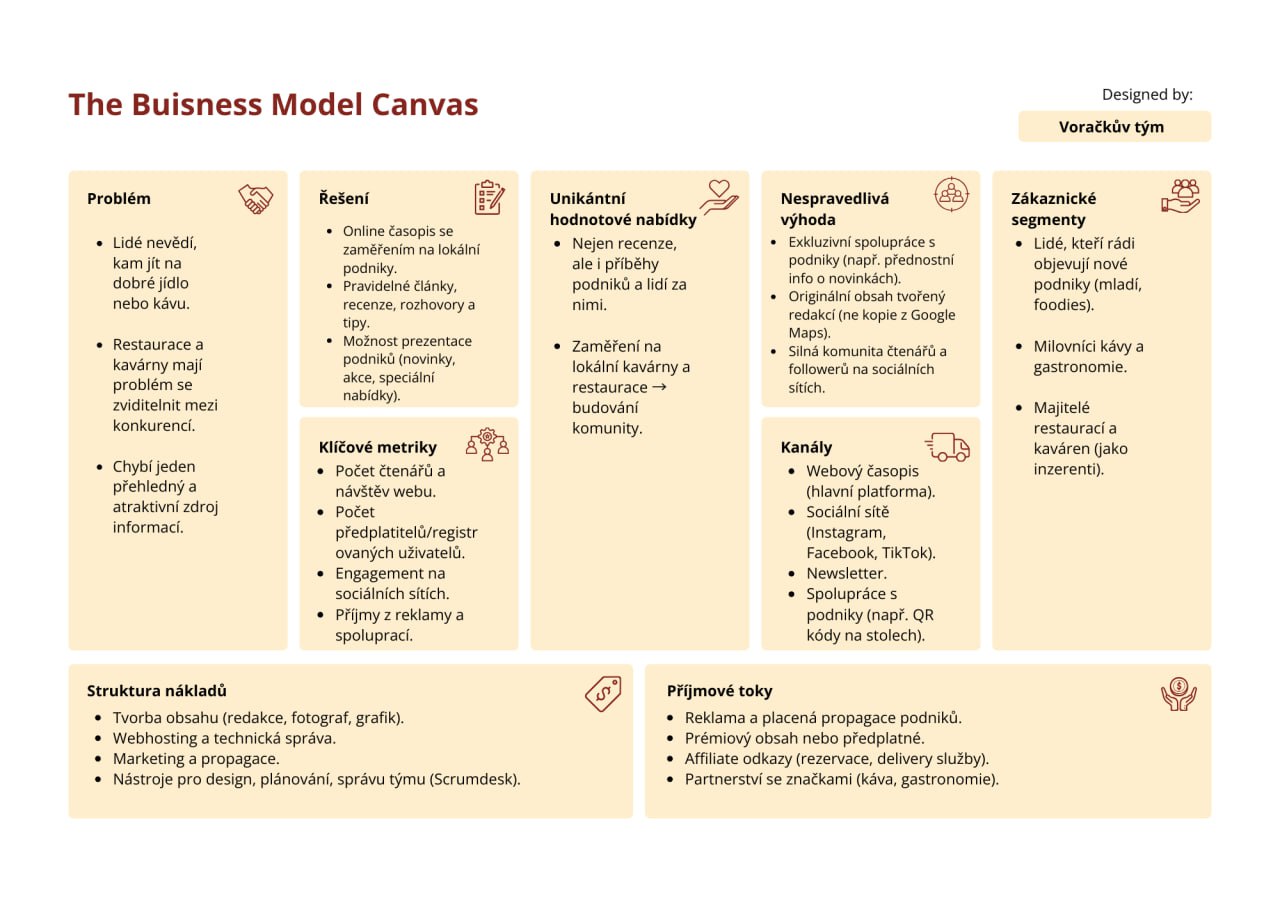 The Buisness Model Canvas
Designed by:
Voračkův tým
Problém
• Lidé nevědí,
kam jít na
dobré jídlo
nebo kávu.
• Restaurace a
kavárny mají
problém se
zviditelnit mezi
konkurencí.
• Chybí jeden
přehledný a
atraktivní zdroj
informací.
Řešení
• Online časopis se
zaměřením na lokální
podniky.
• Pravidelné články,
recenze, rozhovory a
tipy.
• Možnost prezentace
podniků (novinky,
akce, speciální
nabídky).
Klíčové metriky
• Počet čtenářů a
návštěv webu.
• Počet
předplatitelů/registr
ovaných uživatelů.
• Engagement na
sociálních sítích.
• Příjmy z reklamy a
spoluprací.
Unikántní
hodnotové nabídky
• Nejen recenze,
ale i příběhy
podniků a lidí za
nimi.
• Zaměření na
lokální kavárny a
restaurace →
budování
komunity.
Nespravedlivá
výhoda
• Exkluzivní spolupráce s
podniky (např. přednostní
info o novinkách).
• Originální obsah tvořený
redakcí (ne kopie z Google
Maps).
• Silná komunita čtenářů a
followerů na sociálních
sítích.
Kanály
• Webový časopis
(hlavní platforma).
• Sociální sítě
(Instagram,
Facebook, TikTok).
• Newsletter.
• Spolupráce s
podniky (např. QR
kódy na stolech).
Zákaznické
segmenty
• Lidé, kteří rádi
objevují nové
podniky (mladí,
foodies).
• Milovníci kávy a
gastronomie.
• Majitelé
restaurací a
kaváren (jako
inzerenti).
Struktura nákladů
• Tvorba obsahu (redakce, fotograf, grafik).
• Webhosting a technická správa.
• Marketing a propagace.
• Nástroje pro design, plánování, správu týmu (Scrumdesk).
Příjmové toky
• Reklama a placená propagace podniků.
• Prémiový obsah nebo předplatné.
• Affiliate odkazy (rezervace, delivery služby).
• Partnerství se značkami (káva, gastronomie).